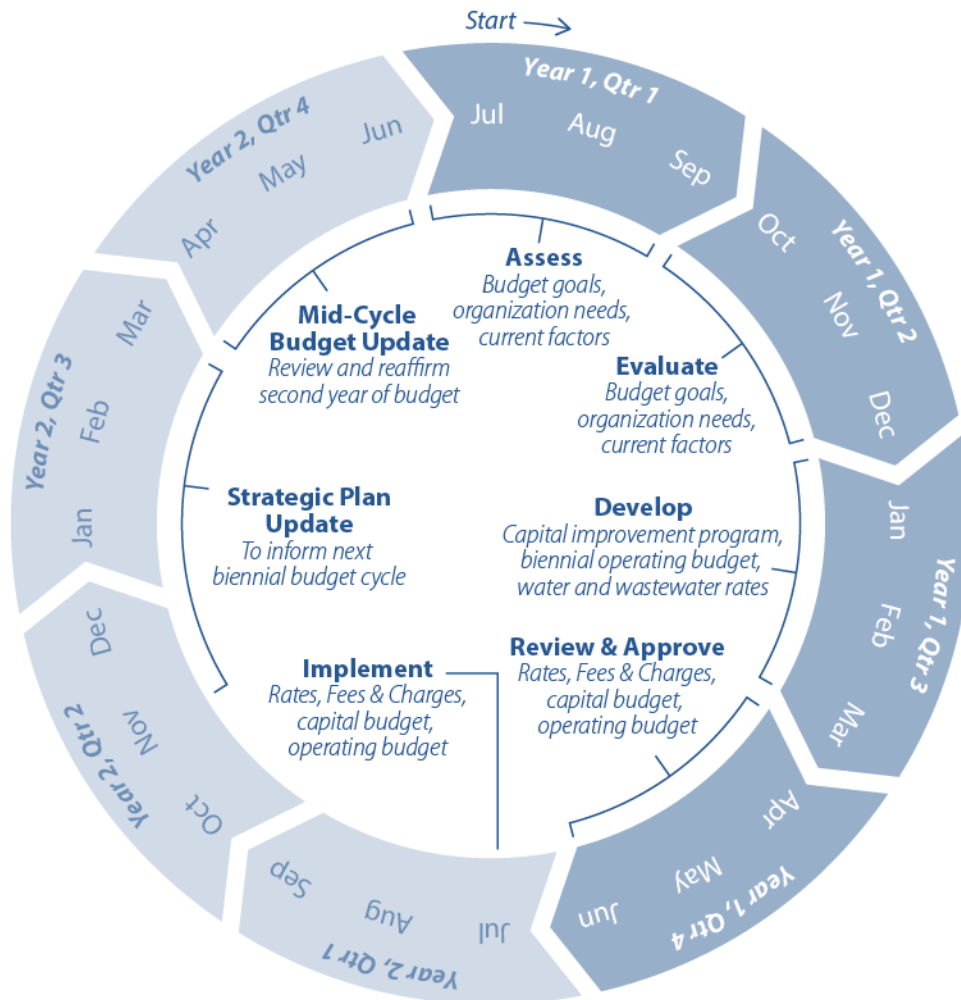 Start
Year 1, Qtr 1
Jul
Aug
Sep
Year 1, Qtr 2
Oct
Nov
Dec
Year 1, Qtr 3
Jan
Feb
Mar
Year 1, Qtr 4
Apr
May
Jun
Year 2, Qtr 1
Jul
Aug
Sep
Year 2, Qtr 2
Oct
Nov
Dec
Year 2, Qtr 3
Jan
Feb
Mar
Year 2, Qtr 4
Apr
May
Jun
Assess
Budget goals,
organization needs,
current factors
Evaluate
Budget goals,
organization needs,
current factors
Develop
Capital improvement program,
biennial operating budget,
water and wastewater rates
Review & Approve
Rates, Fees & Charges,
capital budget,
operating budget
Implement
Rates, Fees & Charges,
capital budget,
operating budget
Strategic Plan
Update
To inform next
biennial budget cycle
Mid-Cycle
Budget Update
Review and reaffirm
second year of budget